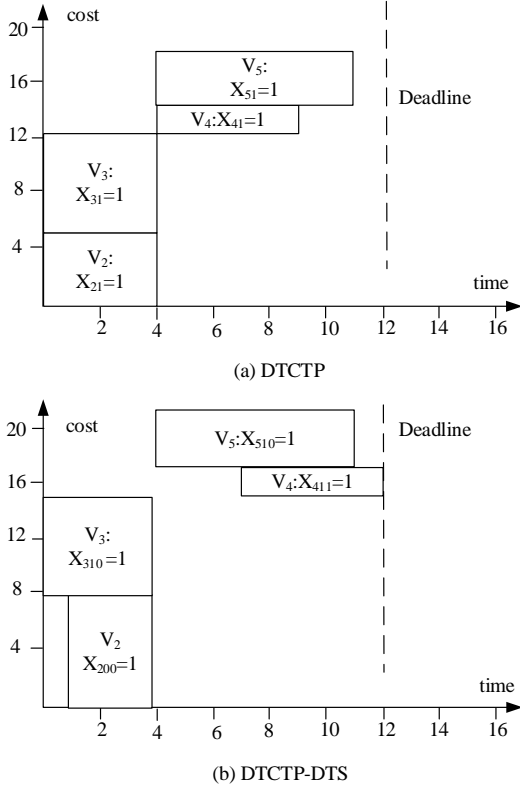 cost
20
V₅:
X₅₁=1
Deadline
16
V₄:X₄₁=1
12
V₃:
X₃₁=1
8
V₂:
X₂₁=1
4
time
2 4 6 8 10 12 14 16
(a) DTCTP
cost
Deadline
20
V₅:X₅₁₀=1
16
V₄:X₄₁₁=1
V₃:
X₃₁₀=1
12
8
V₂
X₂₀₀=1
4
time
2 4 6 8 10 12 14 16
(b) DTCTP-DTS